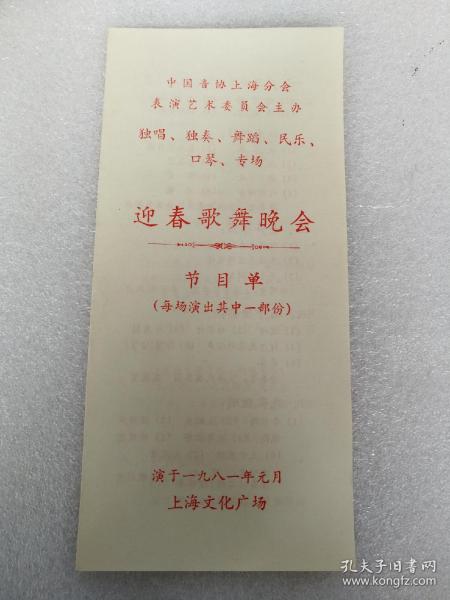 中国音协上海分会
表演艺术委员会主办
独唱、独奏、舞蹈、民乐、
口琴、专场
迎春歌舞晚会
节目单
(每场演出其中一部份)
演于一九八一年元月
上海文化广场
孔夫子旧书网
www.kongfz.com